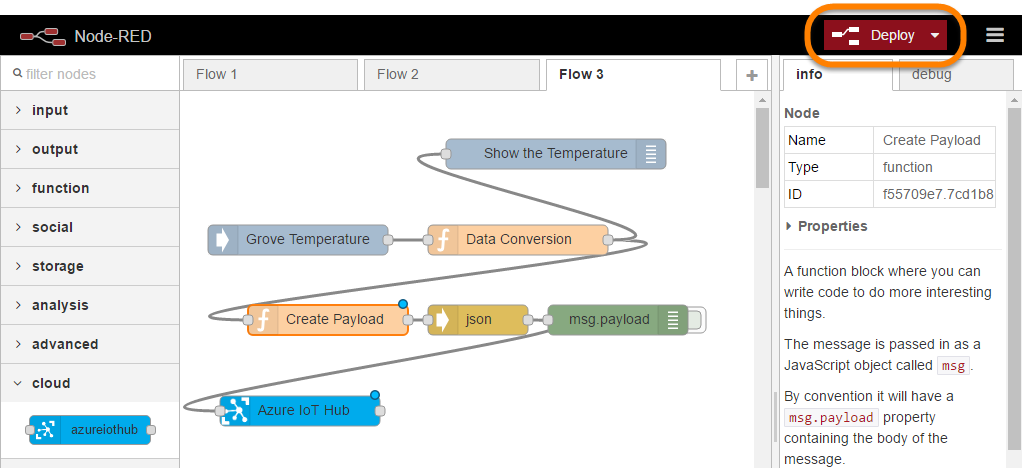 Node-RED
Deploy
filter nodes
Flow 1
Flow 2
Flow 3
+
info
debug
input
output
function
social
storage
analysis
advanced
cloud
azureiothub
Show the Temperature
Grove Temperature
f
Data Conversion
f
Create Payload
json
msg.payload
Azure IoT Hub
Node
Name Create Payload
Type function
ID f55709e7.7cd1b8
Properties
A function block where you can
write code to do more interesting
things.
The message is passed in as a
JavaScript object called msg.
By convention it will have a
msg.payload property
containing the body of the
message.